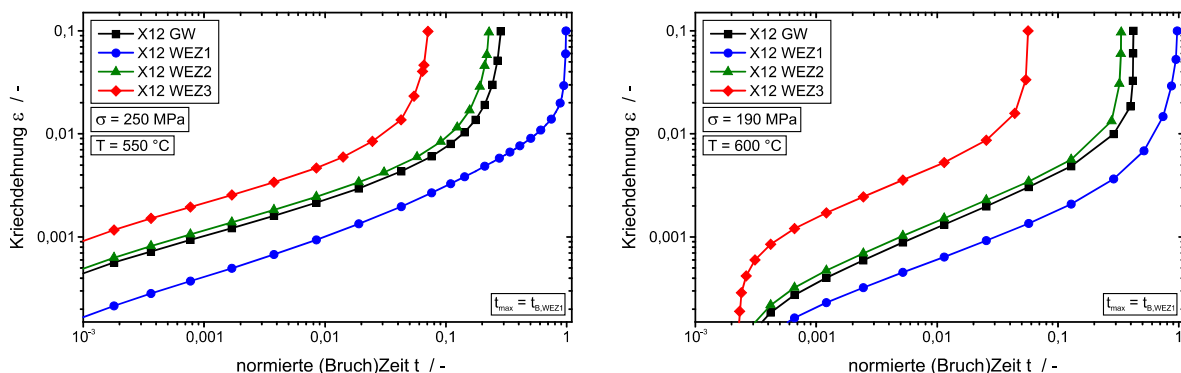 X12 GW
X12 WEZ1
X12 WEZ2
X12 WEZ3
σ = 250 MPa
T = 550 °C
t_max = t_B,WEZ1
0,1
0,01
0,001
10⁻³
0,001
0,01
0,1
1
Kriechdehnung ε / -
normierte (Bruch)Zeit t / -
X12 GW
X12 WEZ1
X12 WEZ2
X12 WEZ3
σ = 190 MPa
T = 600 °C
t_max = t_B,WEZ1
0,1
0,01
0,001
10⁻³
0,001
0,01
0,1
1
Kriechdehnung ε / -
normierte (Bruch)Zeit t / -